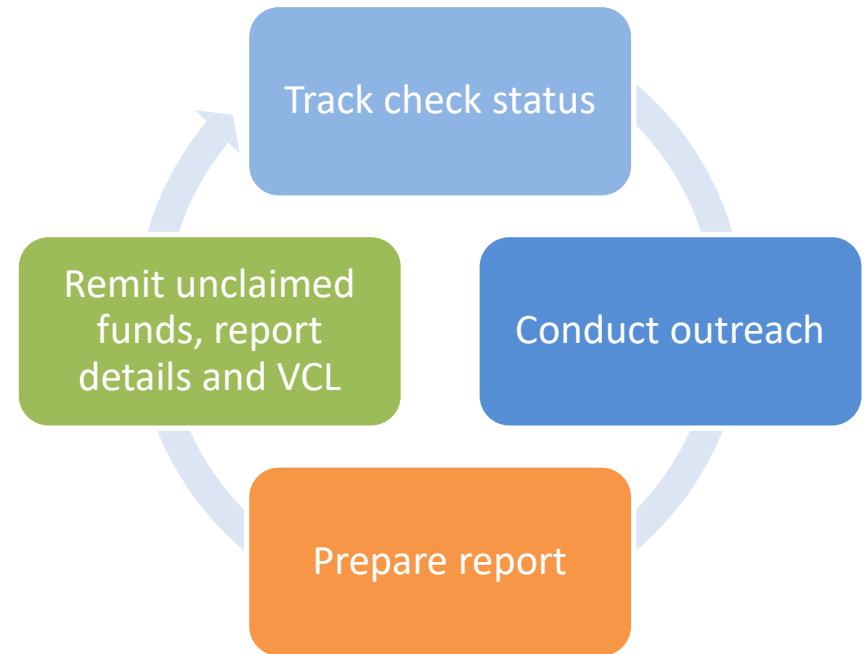 Track check status
Conduct outreach
Prepare report
Remit unclaimed
funds, report
details and VCL